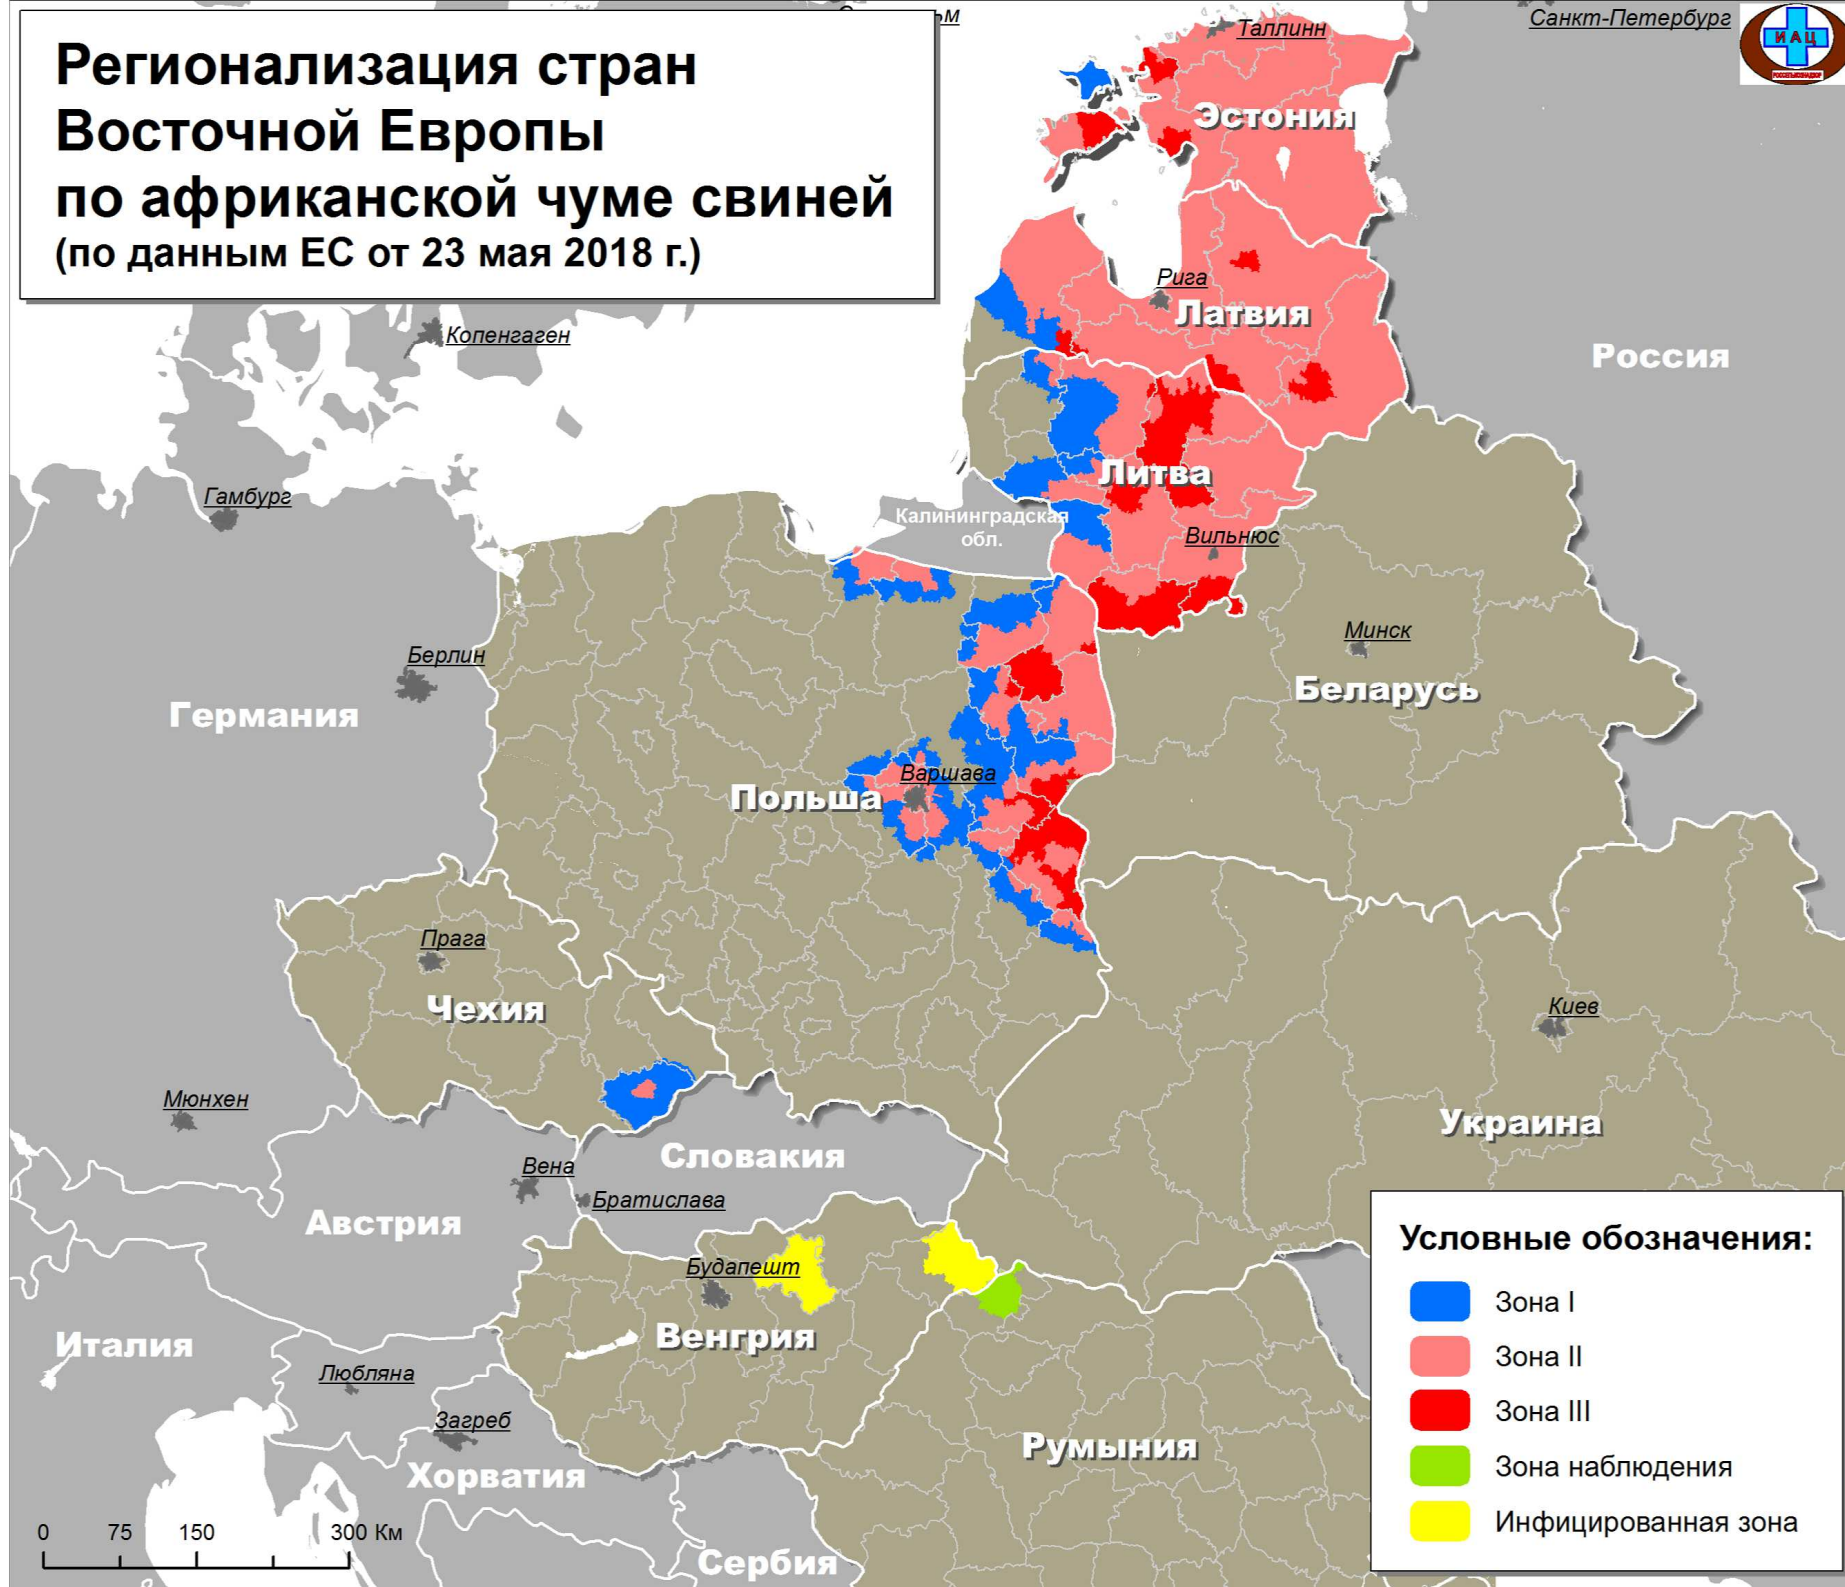 Регионализация стран
Восточной Европы
по африканской чуме свиней
(по данным ЕС от 23 мая 2018 г.)
Таллинн
Санкт-Петербург
ИАЦ
РОССЕЛЬХОЗНАДЗОР
Эстония
Рига
Латвия
Копенгаген
Россия
Литва
Гамбург
Калининградская
обл.
Вильнюс
Минск
Берлин
Беларусь
Германия
Варшава
Польша
Прага
Чехия
Киев
Мюнхен
Украина
Словакия
Вена
Братислава
Австрия
Будапешт
Венгрия
Италия
Любляна
Загреб
Румыния
Хорватия
Сербия
0 75 150 300 Км
Условные обозначения:
Зона I
Зона II
Зона III
Зона наблюдения
Инфицированная зона